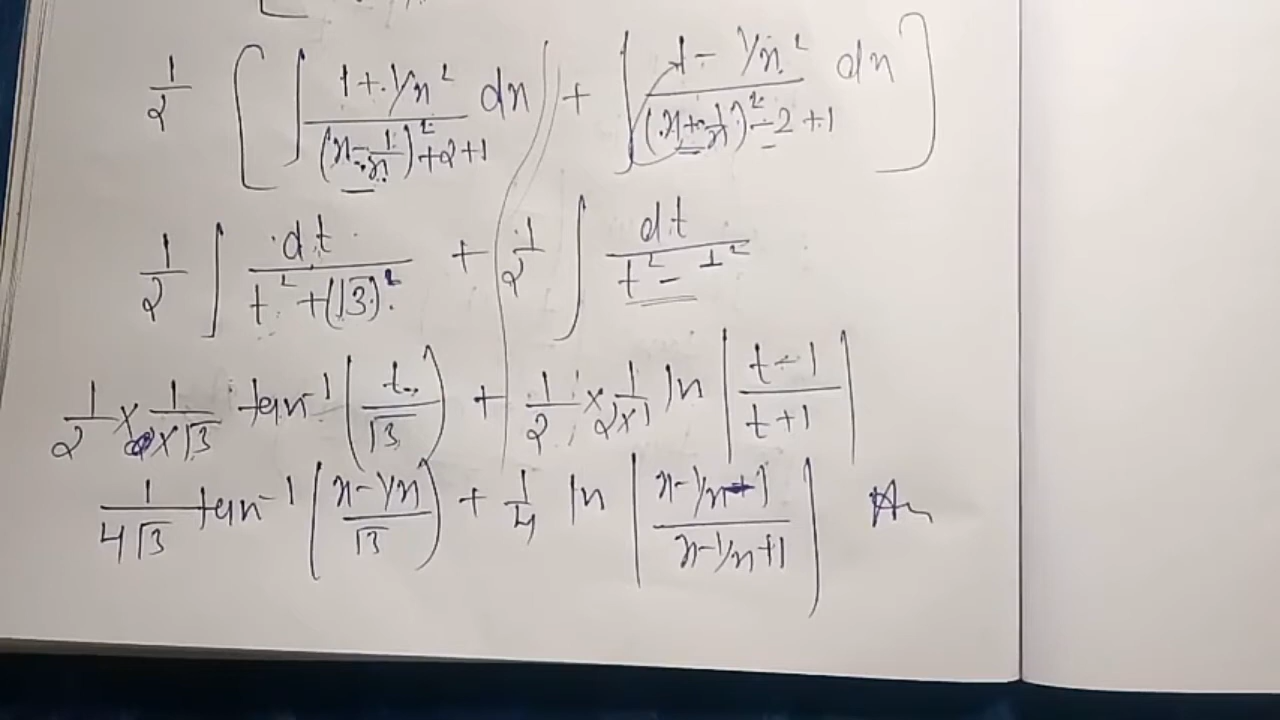 1/2 [ ∫ (1 + 1/x²) / ((x - 1/x)² + 2 + 1) dx + ∫ (1 - 1/x²) / ((x + 1/x)² - 2 + 1) dx ]
1/2 ∫ dt / (t² + (√3)²) + 1/2 ∫ dt / (t² - 1²)
1/2 × 1/(2×√3) tan⁻¹ (t/√3) + 1/2 × 1/(2×1) ln |(t - 1)/(t + 1)|
1/(4√3) tan⁻¹ ((x - 1/x)/√3) + 1/4 ln |(x - 1/x - 1)/(x - 1/x + 1)|